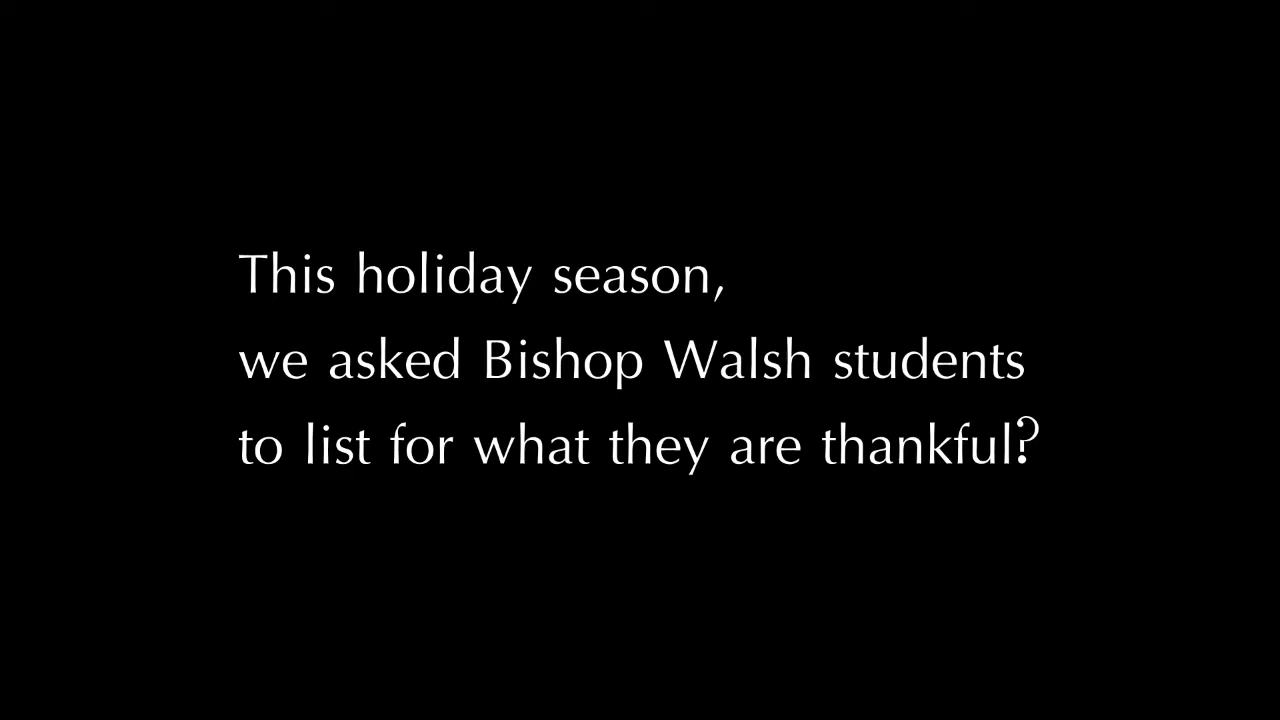 This holiday season,
we asked Bishop Walsh students
to list for what they are thankful?